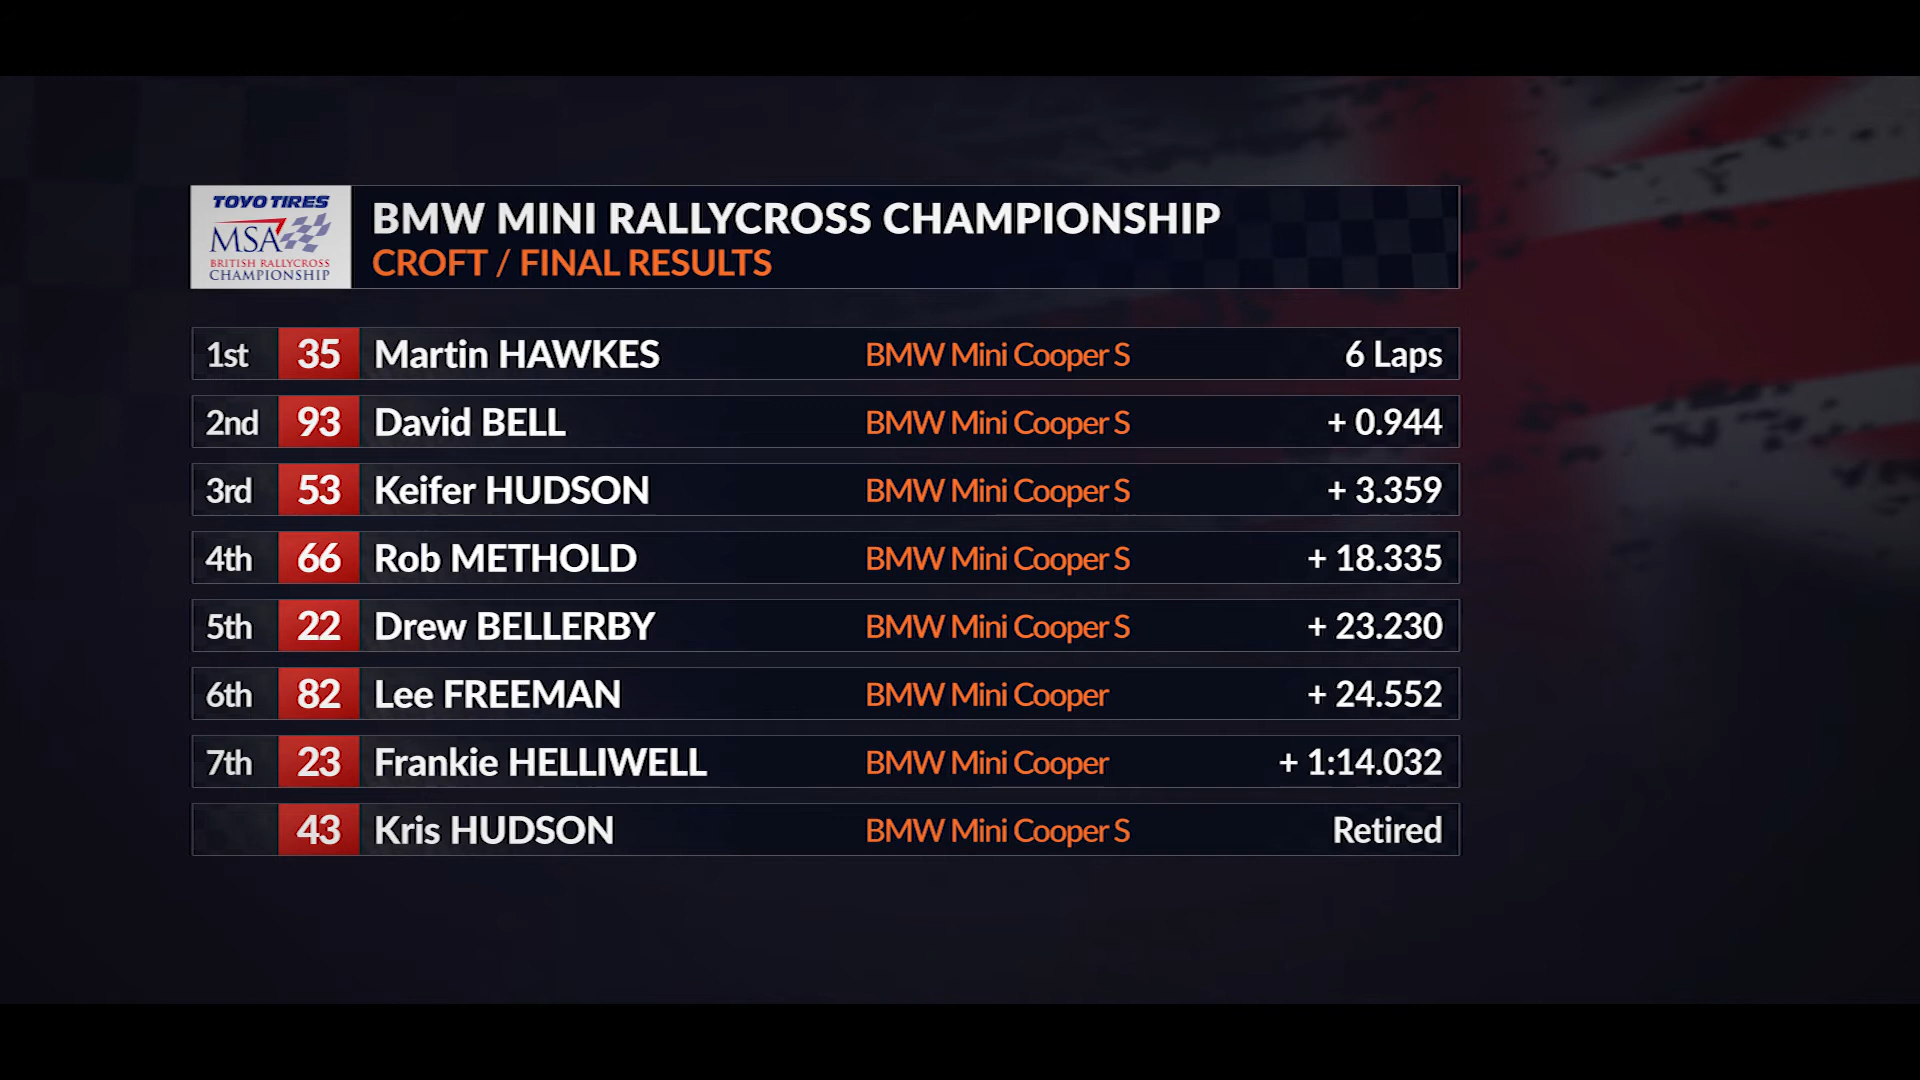 TOYO TIRES
MSA
BRITISH RALLYCROSS
CHAMPIONSHIP
BMW MINI RALLYCROSS CHAMPIONSHIP
CROFT / FINAL RESULTS
1st 35 Martin HAWKES BMW Mini Cooper S 6 Laps
2nd 93 David BELL BMW Mini Cooper S + 0.944
3rd 53 Keifer HUDSON BMW Mini Cooper S + 3.359
4th 66 Rob METHOLD BMW Mini Cooper S + 18.335
5th 22 Drew BELLERBY BMW Mini Cooper S + 23.230
6th 82 Lee FREEMAN BMW Mini Cooper + 24.552
7th 23 Frankie HELLIWELL BMW Mini Cooper + 1:14.032
43 Kris HUDSON BMW Mini Cooper S Retired